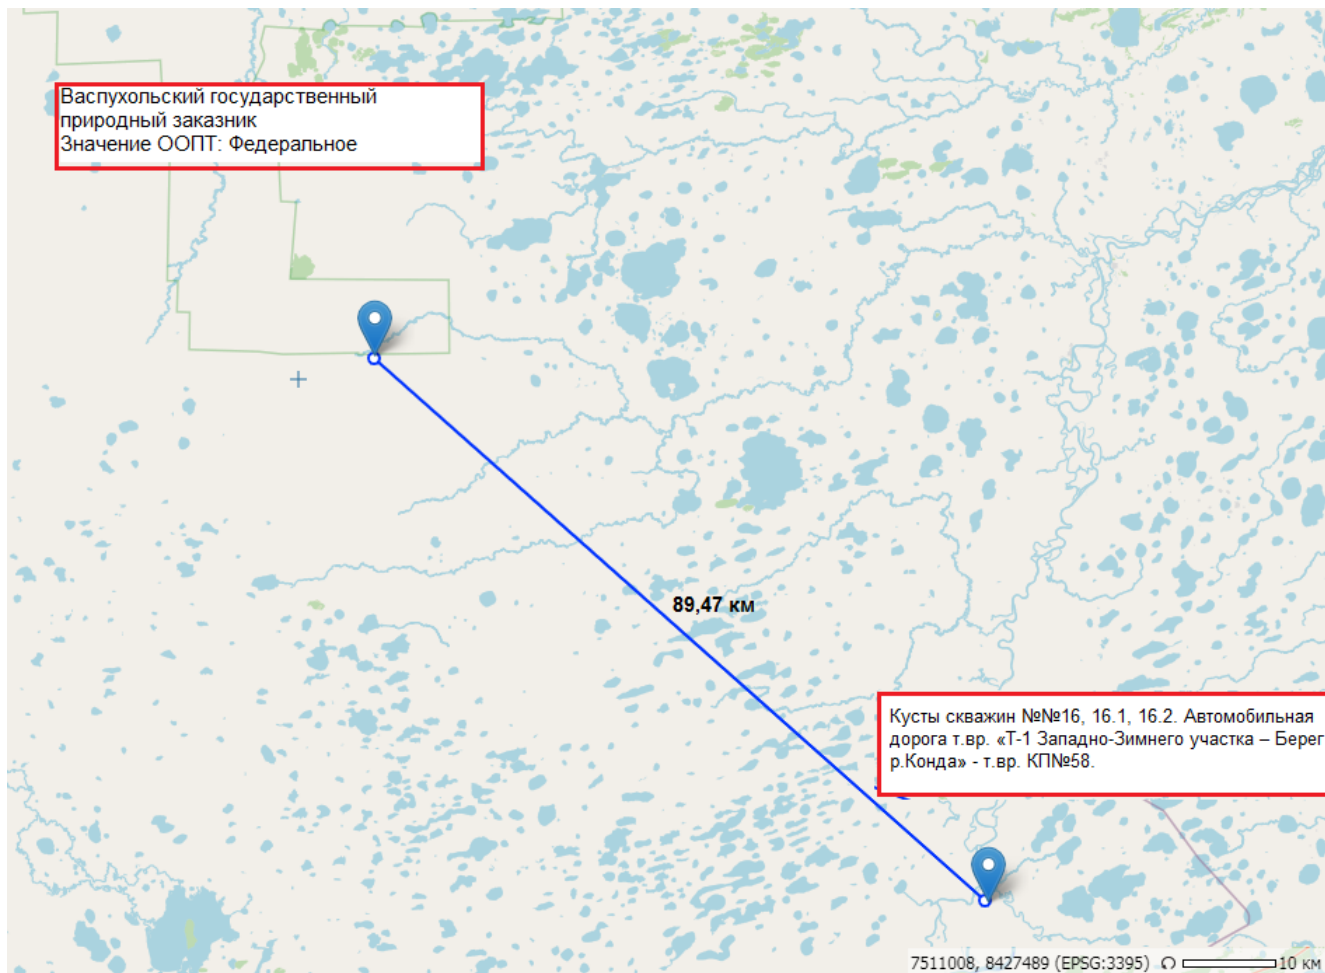 Васпухольский государственный
природный заказник
Значение ООПТ: Федеральное
89,47 км
Кусты скважин №№16, 16.1, 16.2. Автомобильная
дорога т.вр. «Т-1 Западно-Зимнего участка – Берег
р.Конда» - т.вр. КП№58.
7511008, 8427489 (EPSG:3395)
10 км